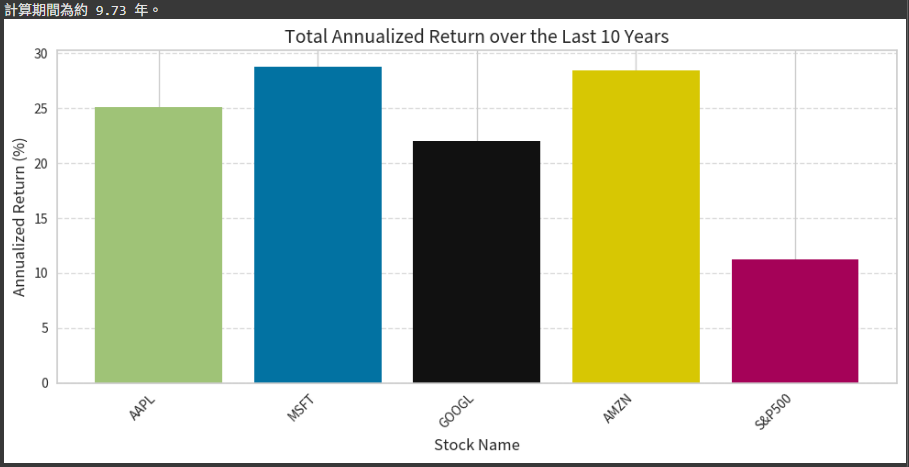 計算期間為約 9.73 年。
Total Annualized Return over the Last 10 Years
Annualized Return (%)
30
25
20
15
10
5
0
AAPL
MSFT
GOOGL
AMZN
S&P500
Stock Name